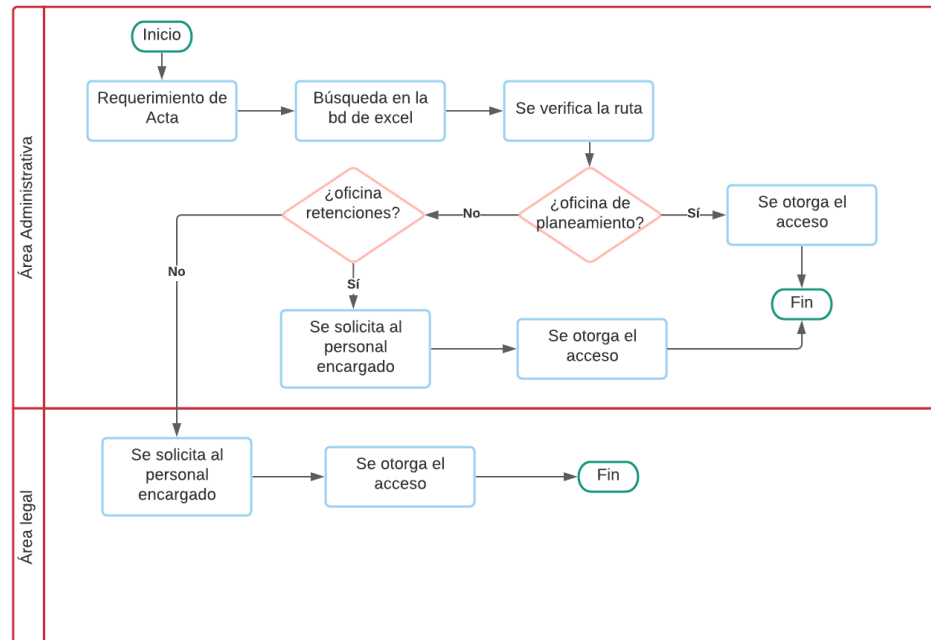 Área Administrativa
Inicio
Requerimiento de
Acta
Búsqueda en la
bd de excel
Se verifica la ruta
¿oficina
retenciones?
No
¿oficina de
planeamiento?
Sí
Se otorga el
acceso
No
Sí
Fin
Se solicita al
personal
encargado
Se otorga el
acceso
Área legal
Se solicita al
personal
encargado
Se otorga el
acceso
Fin